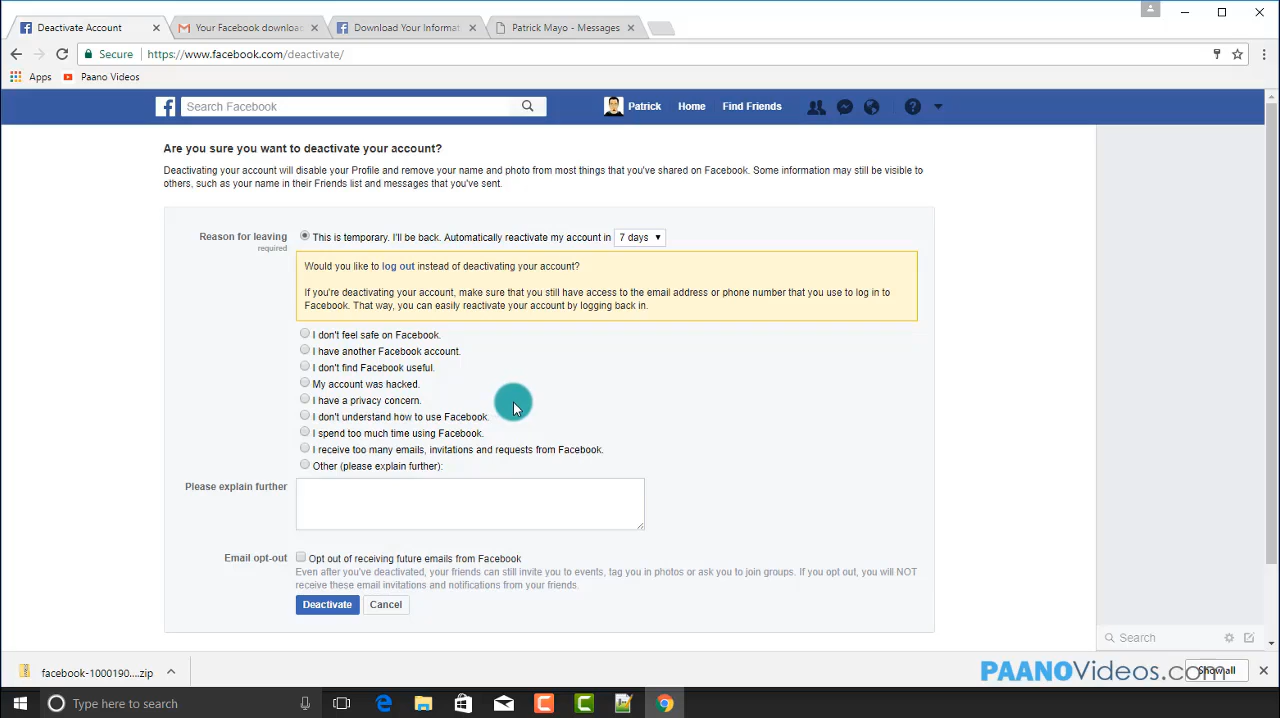 Deactivate Account
Your Facebook downloa
Download Your Informat
Patrick Mayo - Messages
Secure https://www.facebook.com/deactivate/
Apps Paano Videos
Search Facebook
Patrick Home Find Friends
Are you sure you want to deactivate your account?
Deactivating your account will disable your Profile and remove your name and photo from most things that you've shared on Facebook. Some information may still be visible to
others, such as your name in their Friends list and messages that you've sent.
Reason for leaving
required
This is temporary. I'll be back. Automatically reactivate my account in 7 days
Would you like to log out instead of deactivating your account?
If you're deactivating your account, make sure that you still have access to the email address or phone number that you use to log in to
Facebook. That way, you can easily reactivate your account by logging back in.
I don't feel safe on Facebook.
I have another Facebook account.
I don't find Facebook useful.
My account was hacked.
I have a privacy concern.
I don't understand how to use Facebook.
I spend too much time using Facebook.
I receive too many emails, invitations and requests from Facebook.
Other (please explain further):
Please explain further
Email opt-out
Opt out of receiving future emails from Facebook
Even after you've deactivated, your friends can still invite you to events, tag you in photos or ask you to join groups. If you opt out, you will NOT
receive these email invitations and notifications from your friends.
Deactivate Cancel
Search
facebook-1000190....zip
Show all
PAANOVideos.com
Type here to search